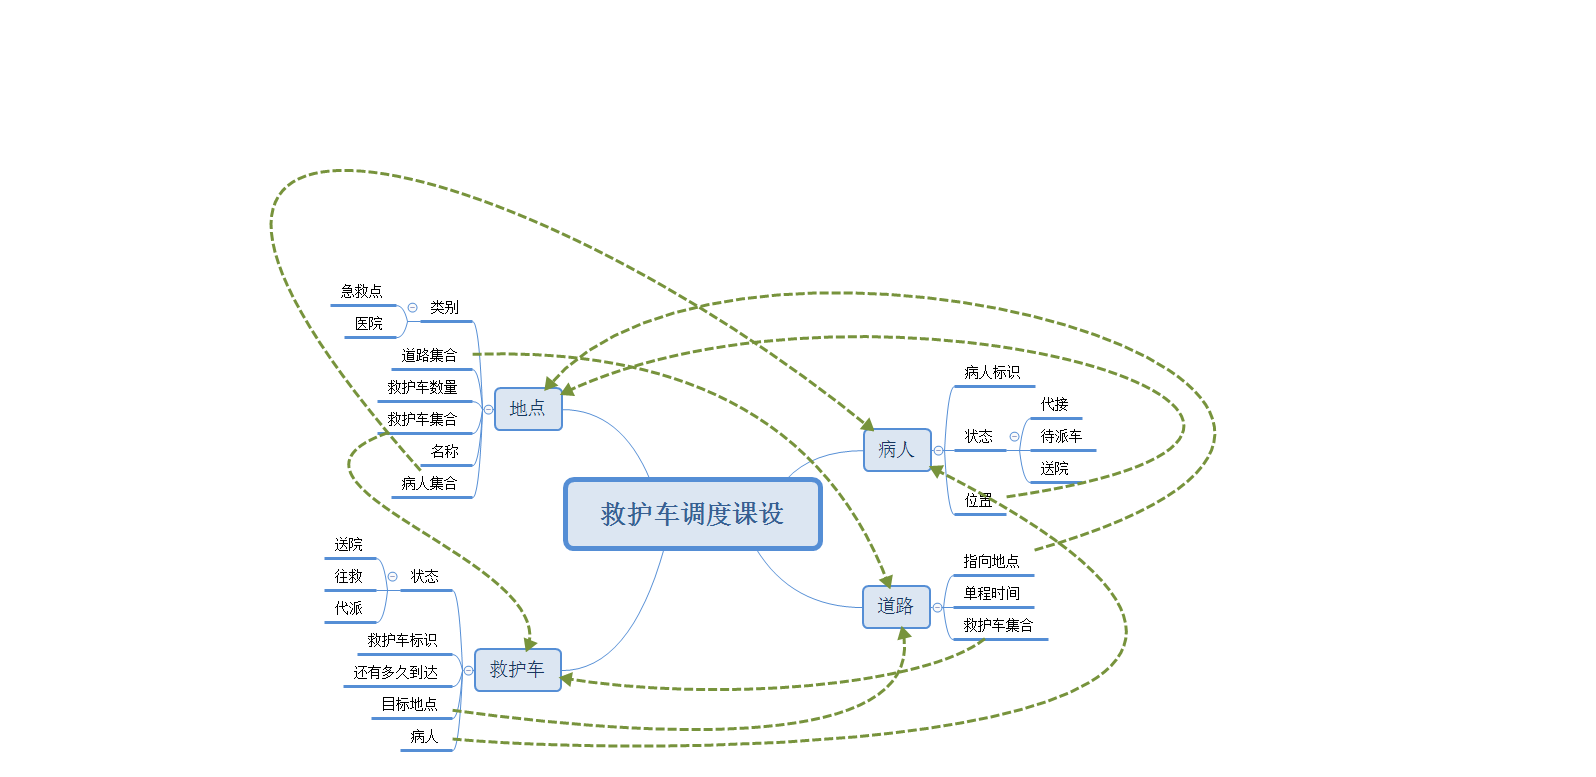 救护车调度课设
地点
类别
急救点
医院
道路集合
救护车数量
救护车集合
名称
病人集合
救护车
状态
送院
往救
代派
救护车标识
还有多久到达
目标地点
病人
病人
病人标识
状态
代接
待派车
送院
位置
道路
指向地点
单程时间
救护车集合